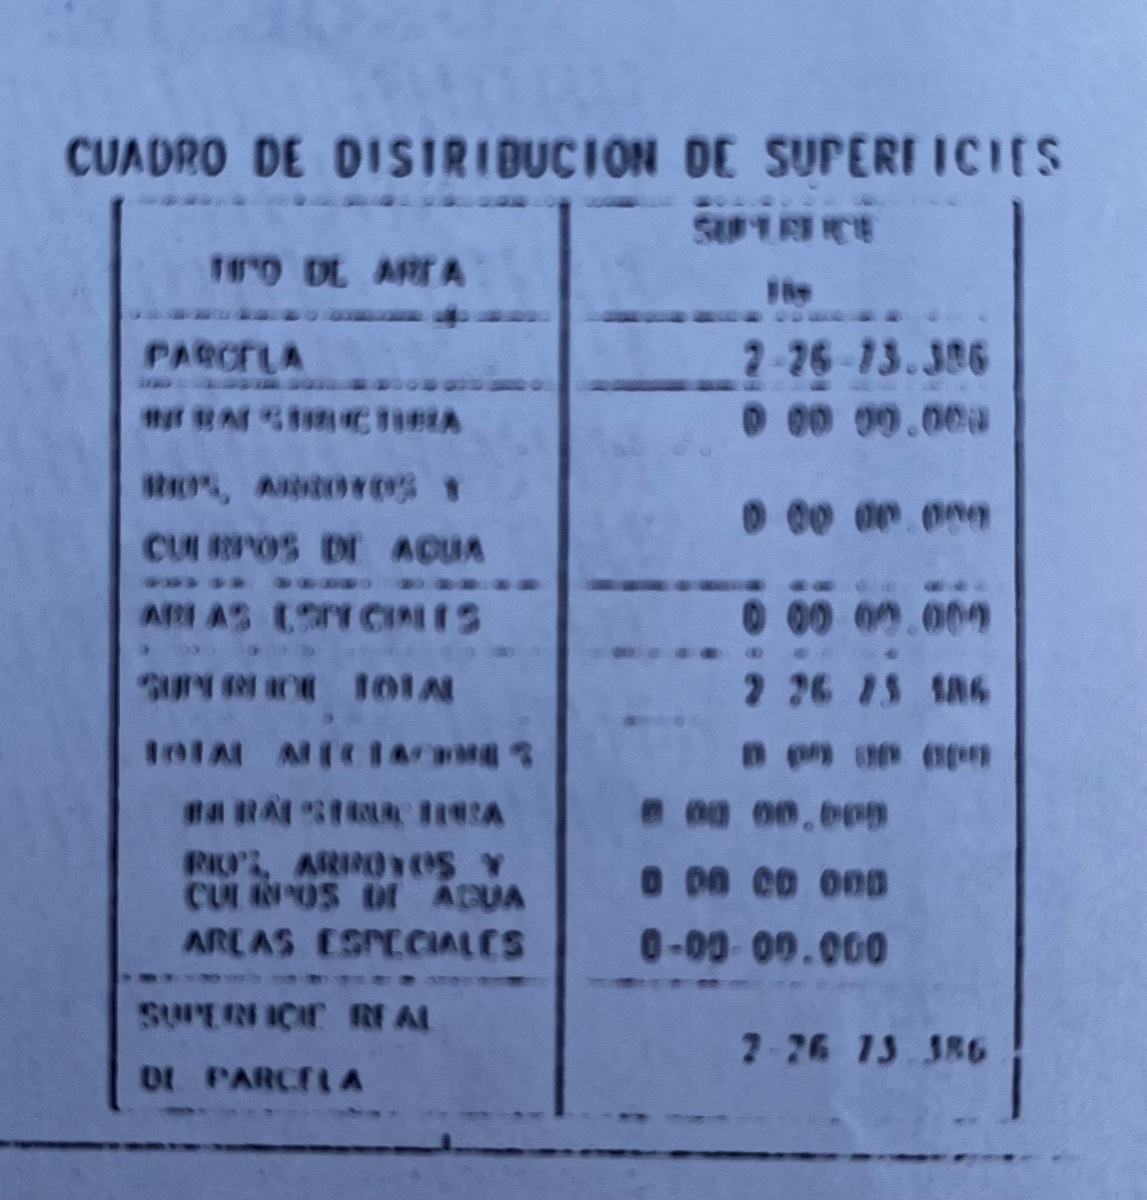 CUADRO DE DISTRIBUCION DE SUPERFICIES
TIPO DE AREA
SUPERFICIE
Ha
PARCELA 2-26-73.386
INFRAESTRUCTURA 0 00 00.000
RIOS, ARROYOS Y
CUERPOS DE AGUA 0 00 00.000
AREAS ESPECIALES 0 00 00.000
SUPERFICIE TOTAL 2 26 73 386
TOTAL AFECTACIONES 0 00 00 000
INFRAESTRUCTURA 0 00 00.000
RIOS, ARROYOS Y
CUERPOS DE AGUA 0 00 00 000
AREAS ESPECIALES 0-00-00.000
SUPERFICIE REAL
DE PARCELA 2-26 73.386